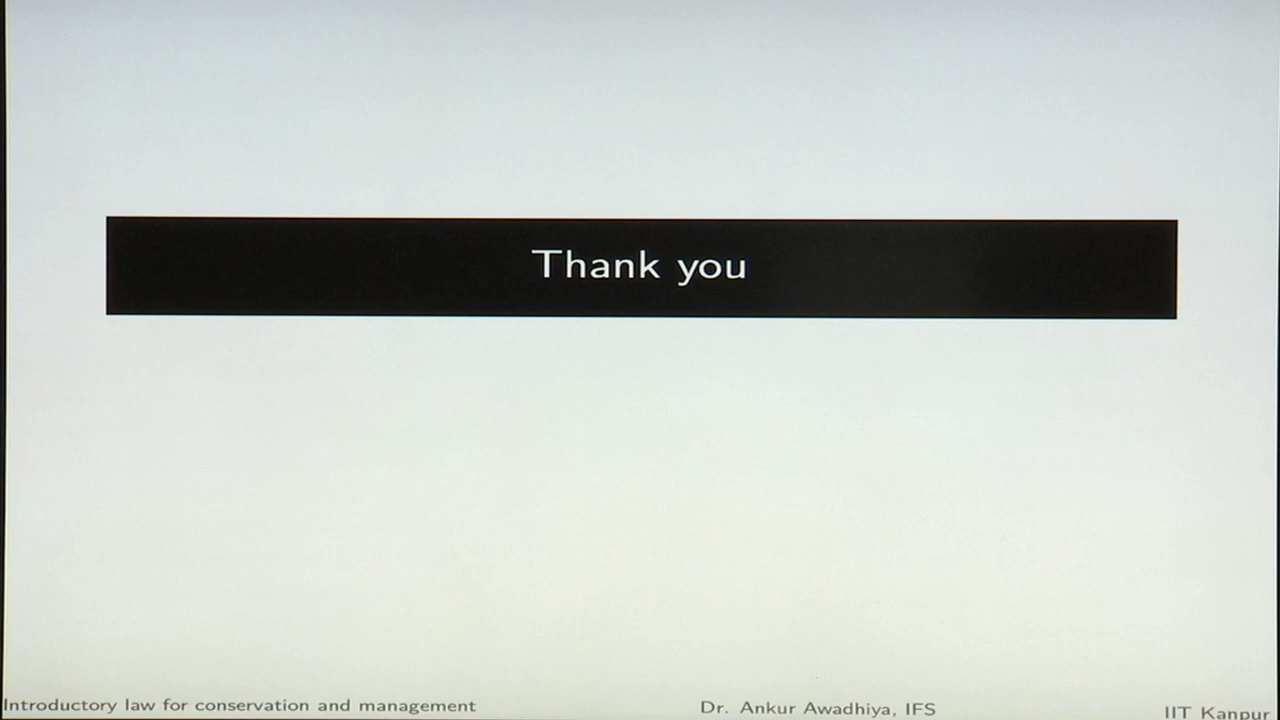 Thank you
Introductory law for conservation and management
Dr. Ankur Awadhiya, IFS
IIT Kanpur